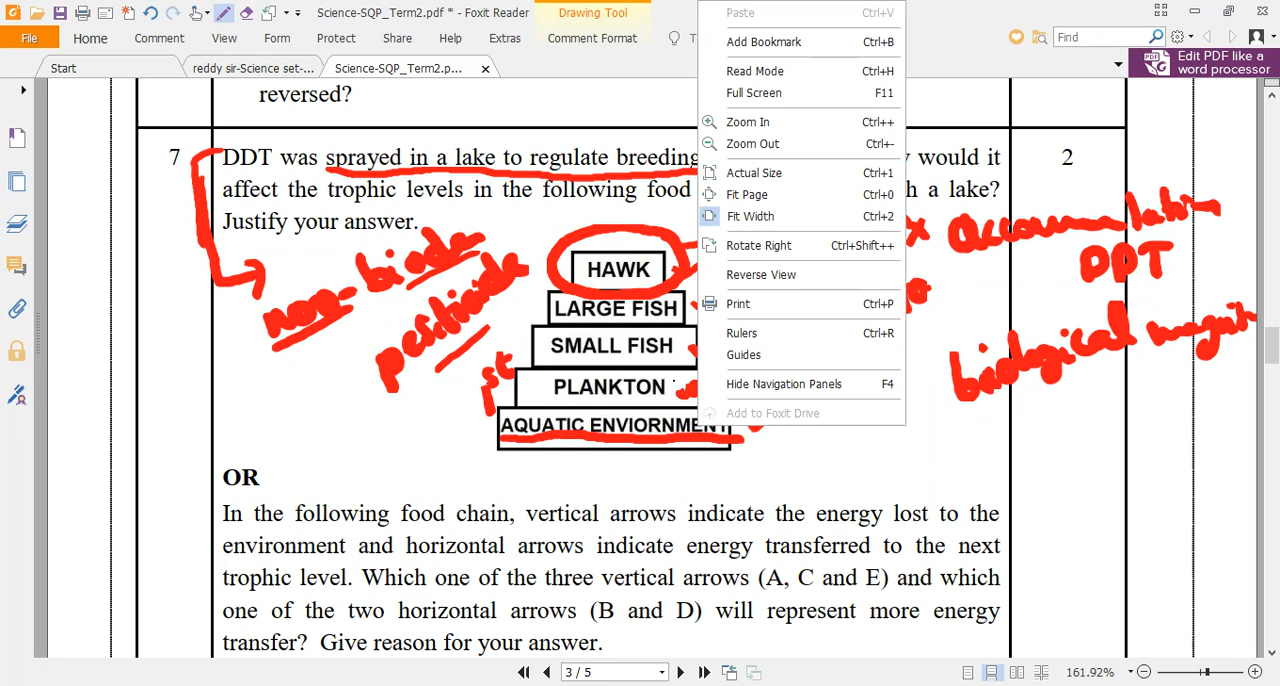 Science-SQP_Term2.pdf * - Foxit Reader
Drawing Tool
File Home Comment View Form Protect Share Help Extras Comment Format
Find
Start reddy sir-Science set-... Science-SQP_Term2.p...
Edit PDF like a
word processor
Paste Ctrl+V
Add Bookmark Ctrl+B
Read Mode Ctrl+H
Full Screen F11
Zoom In Ctrl++
Zoom Out Ctrl+-
Actual Size Ctrl+1
Fit Page Ctrl+0
Fit Width Ctrl+2
Rotate Right Ctrl+Shift++
Reverse View
Print Ctrl+P
Rulers Ctrl+R
Guides
Hide Navigation Panels F4
Add to Foxit Drive
reversed?
7 DDT was sprayed in a lake to regulate breeding would it 2
affect the trophic levels in the following food h a lake?
Justify your answer.
non-biode
pesticide
HAWK
LARGE FISH
SMALL FISH
PLANKTON
AQUATIC ENVIORNMENT
DDT
biological
OR
In the following food chain, vertical arrows indicate the energy lost to the
environment and horizontal arrows indicate energy transferred to the next
trophic level. Which one of the three vertical arrows (A, C and E) and which
one of the two horizontal arrows (B and D) will represent more energy
transfer? Give reason for your answer.
3 / 5
161.92%